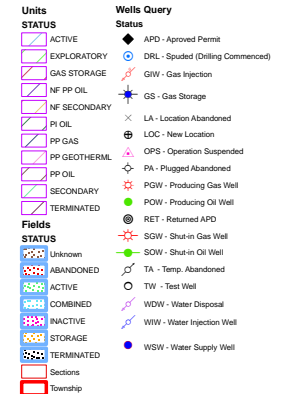 Units
STATUS
ACTIVE
EXPLORATORY
GAS STORAGE
NF PP OIL
NF SECONDARY
PI OIL
PP GAS
PP GEOTHERML
PP OIL
SECONDARY
TERMINATED
Fields
STATUS
Unknown
ABANDONED
ACTIVE
COMBINED
INACTIVE
STORAGE
TERMINATED
Sections
Township
Wells Query
Status
APD - Aproved Permit
DRL - Spuded (Drilling Commenced)
GIW - Gas Injection
GS - Gas Storage
LA - Location Abandoned
LOC - New Location
OPS - Operation Suspended
PA - Plugged Abandoned
PGW - Producing Gas Well
POW - Producing Oil Well
RET - Returned APD
SGW - Shut-in Gas Well
SOW - Shut-in Oil Well
TA - Temp. Abandoned
TW - Test Well
WDW - Water Disposal
WIW - Water Injection Well
WSW - Water Supply Well